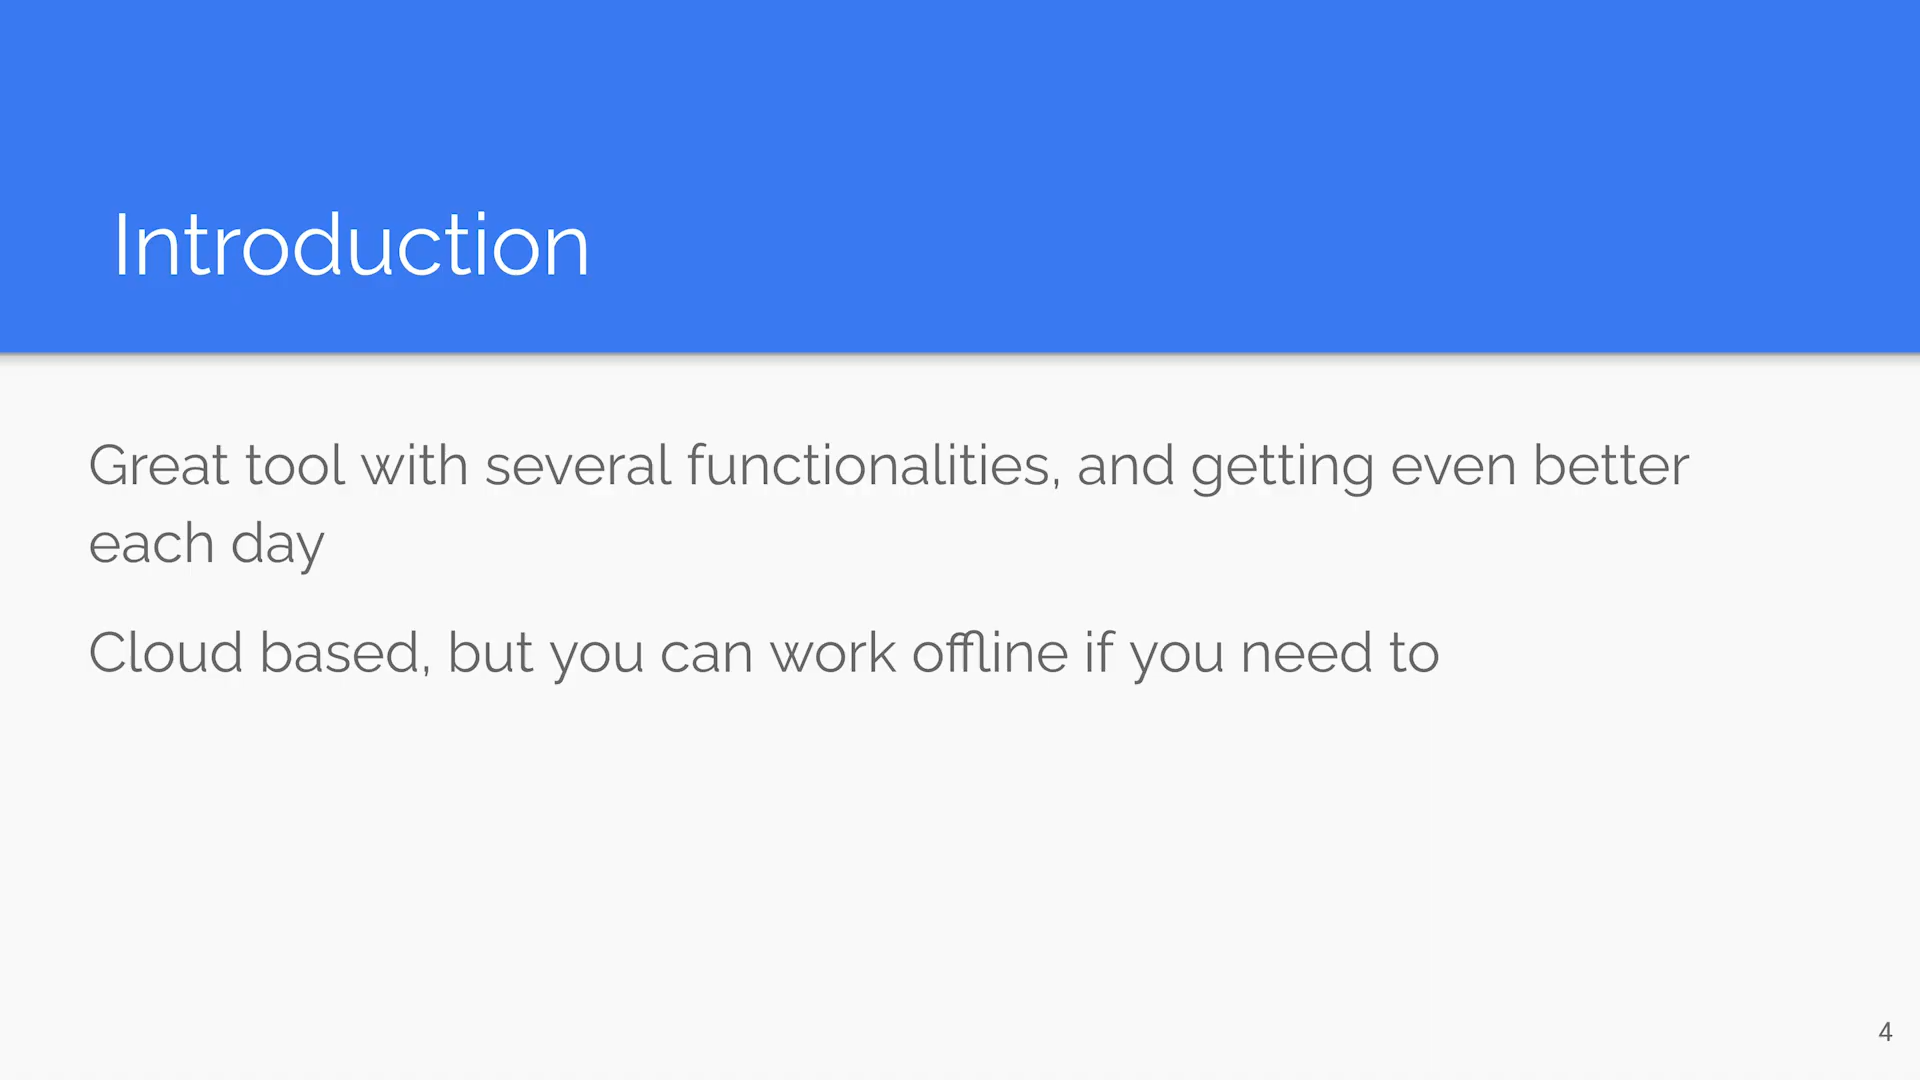 Introduction
Great tool with several functionalities, and getting even better
each day
Cloud based, but you can work offline if you need to
4